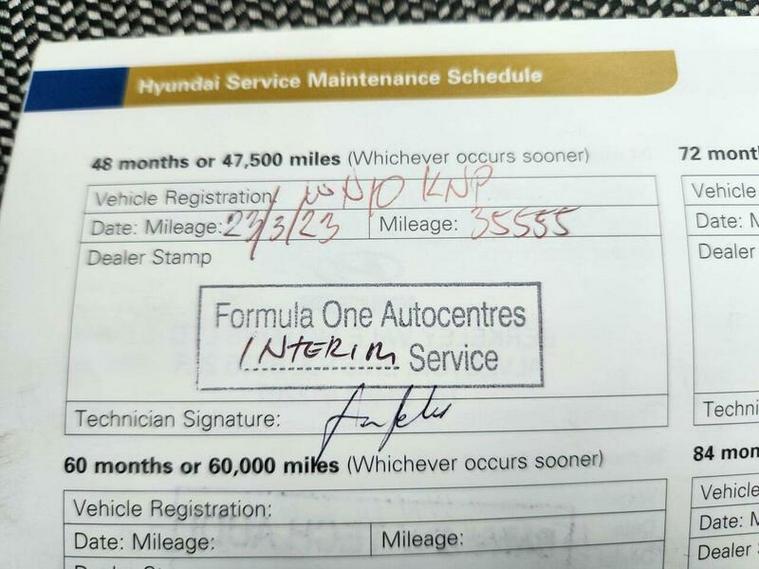 Hyundai Service Maintenance Schedule
48 months or 47,500 miles (Whichever occurs sooner)
Vehicle Registration KNP
Date: Mileage: 23/3/23 Mileage: 35555
Dealer Stamp
Formula One Autocentres
INTERIM Service
Technician Signature:
60 months or 60,000 miles (Whichever occurs sooner)
Vehicle Registration:
Date: Mileage: Mileage:
72 mont
Vehicle
Date: M
Dealer
Techni
84 mon
Vehicle
Date: M
Dealer